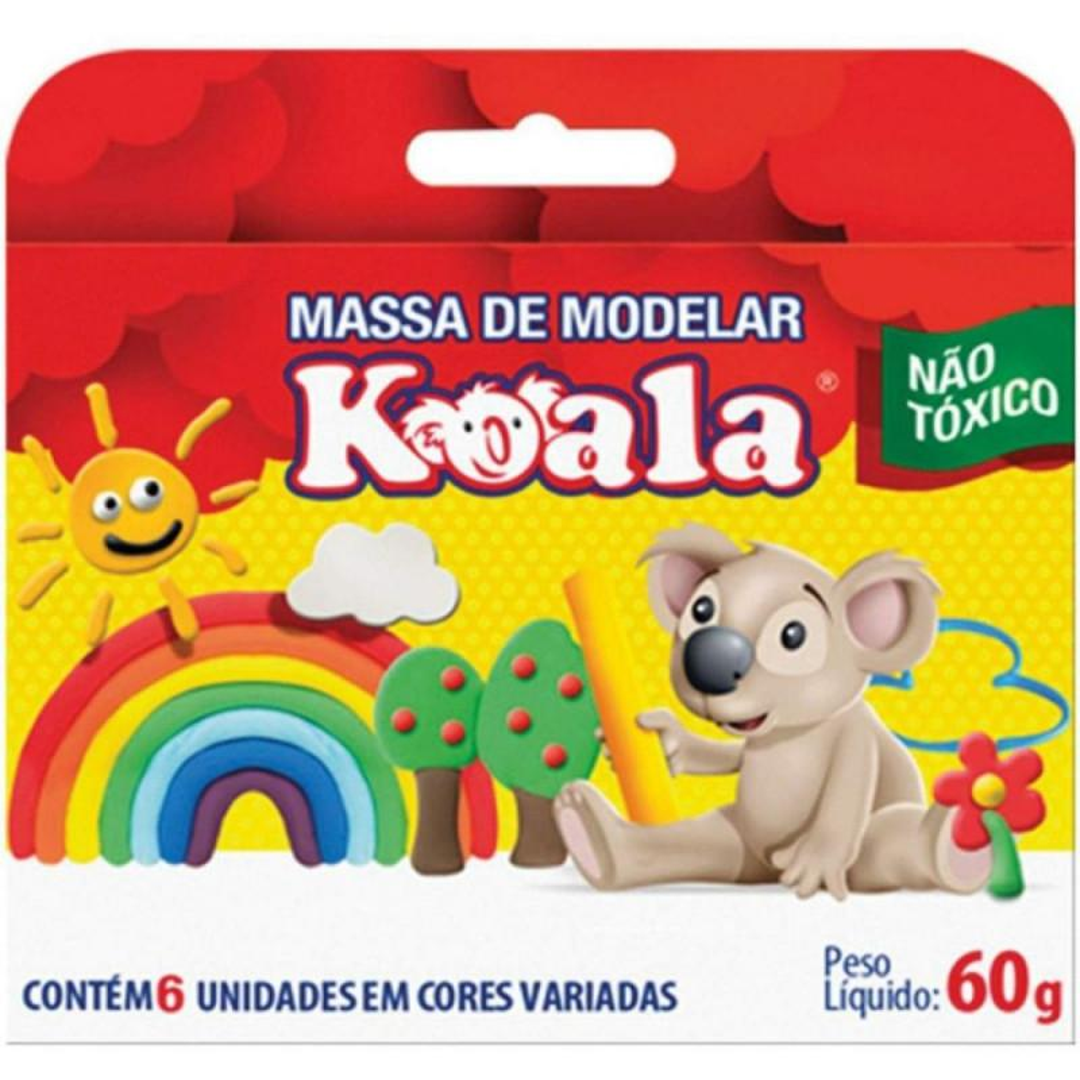 MASSA DE MODELAR
Koala®
NÃO
TÓXICO
CONTÉM 6 UNIDADES EM CORES VARIADAS
Peso
Líquido: 60g